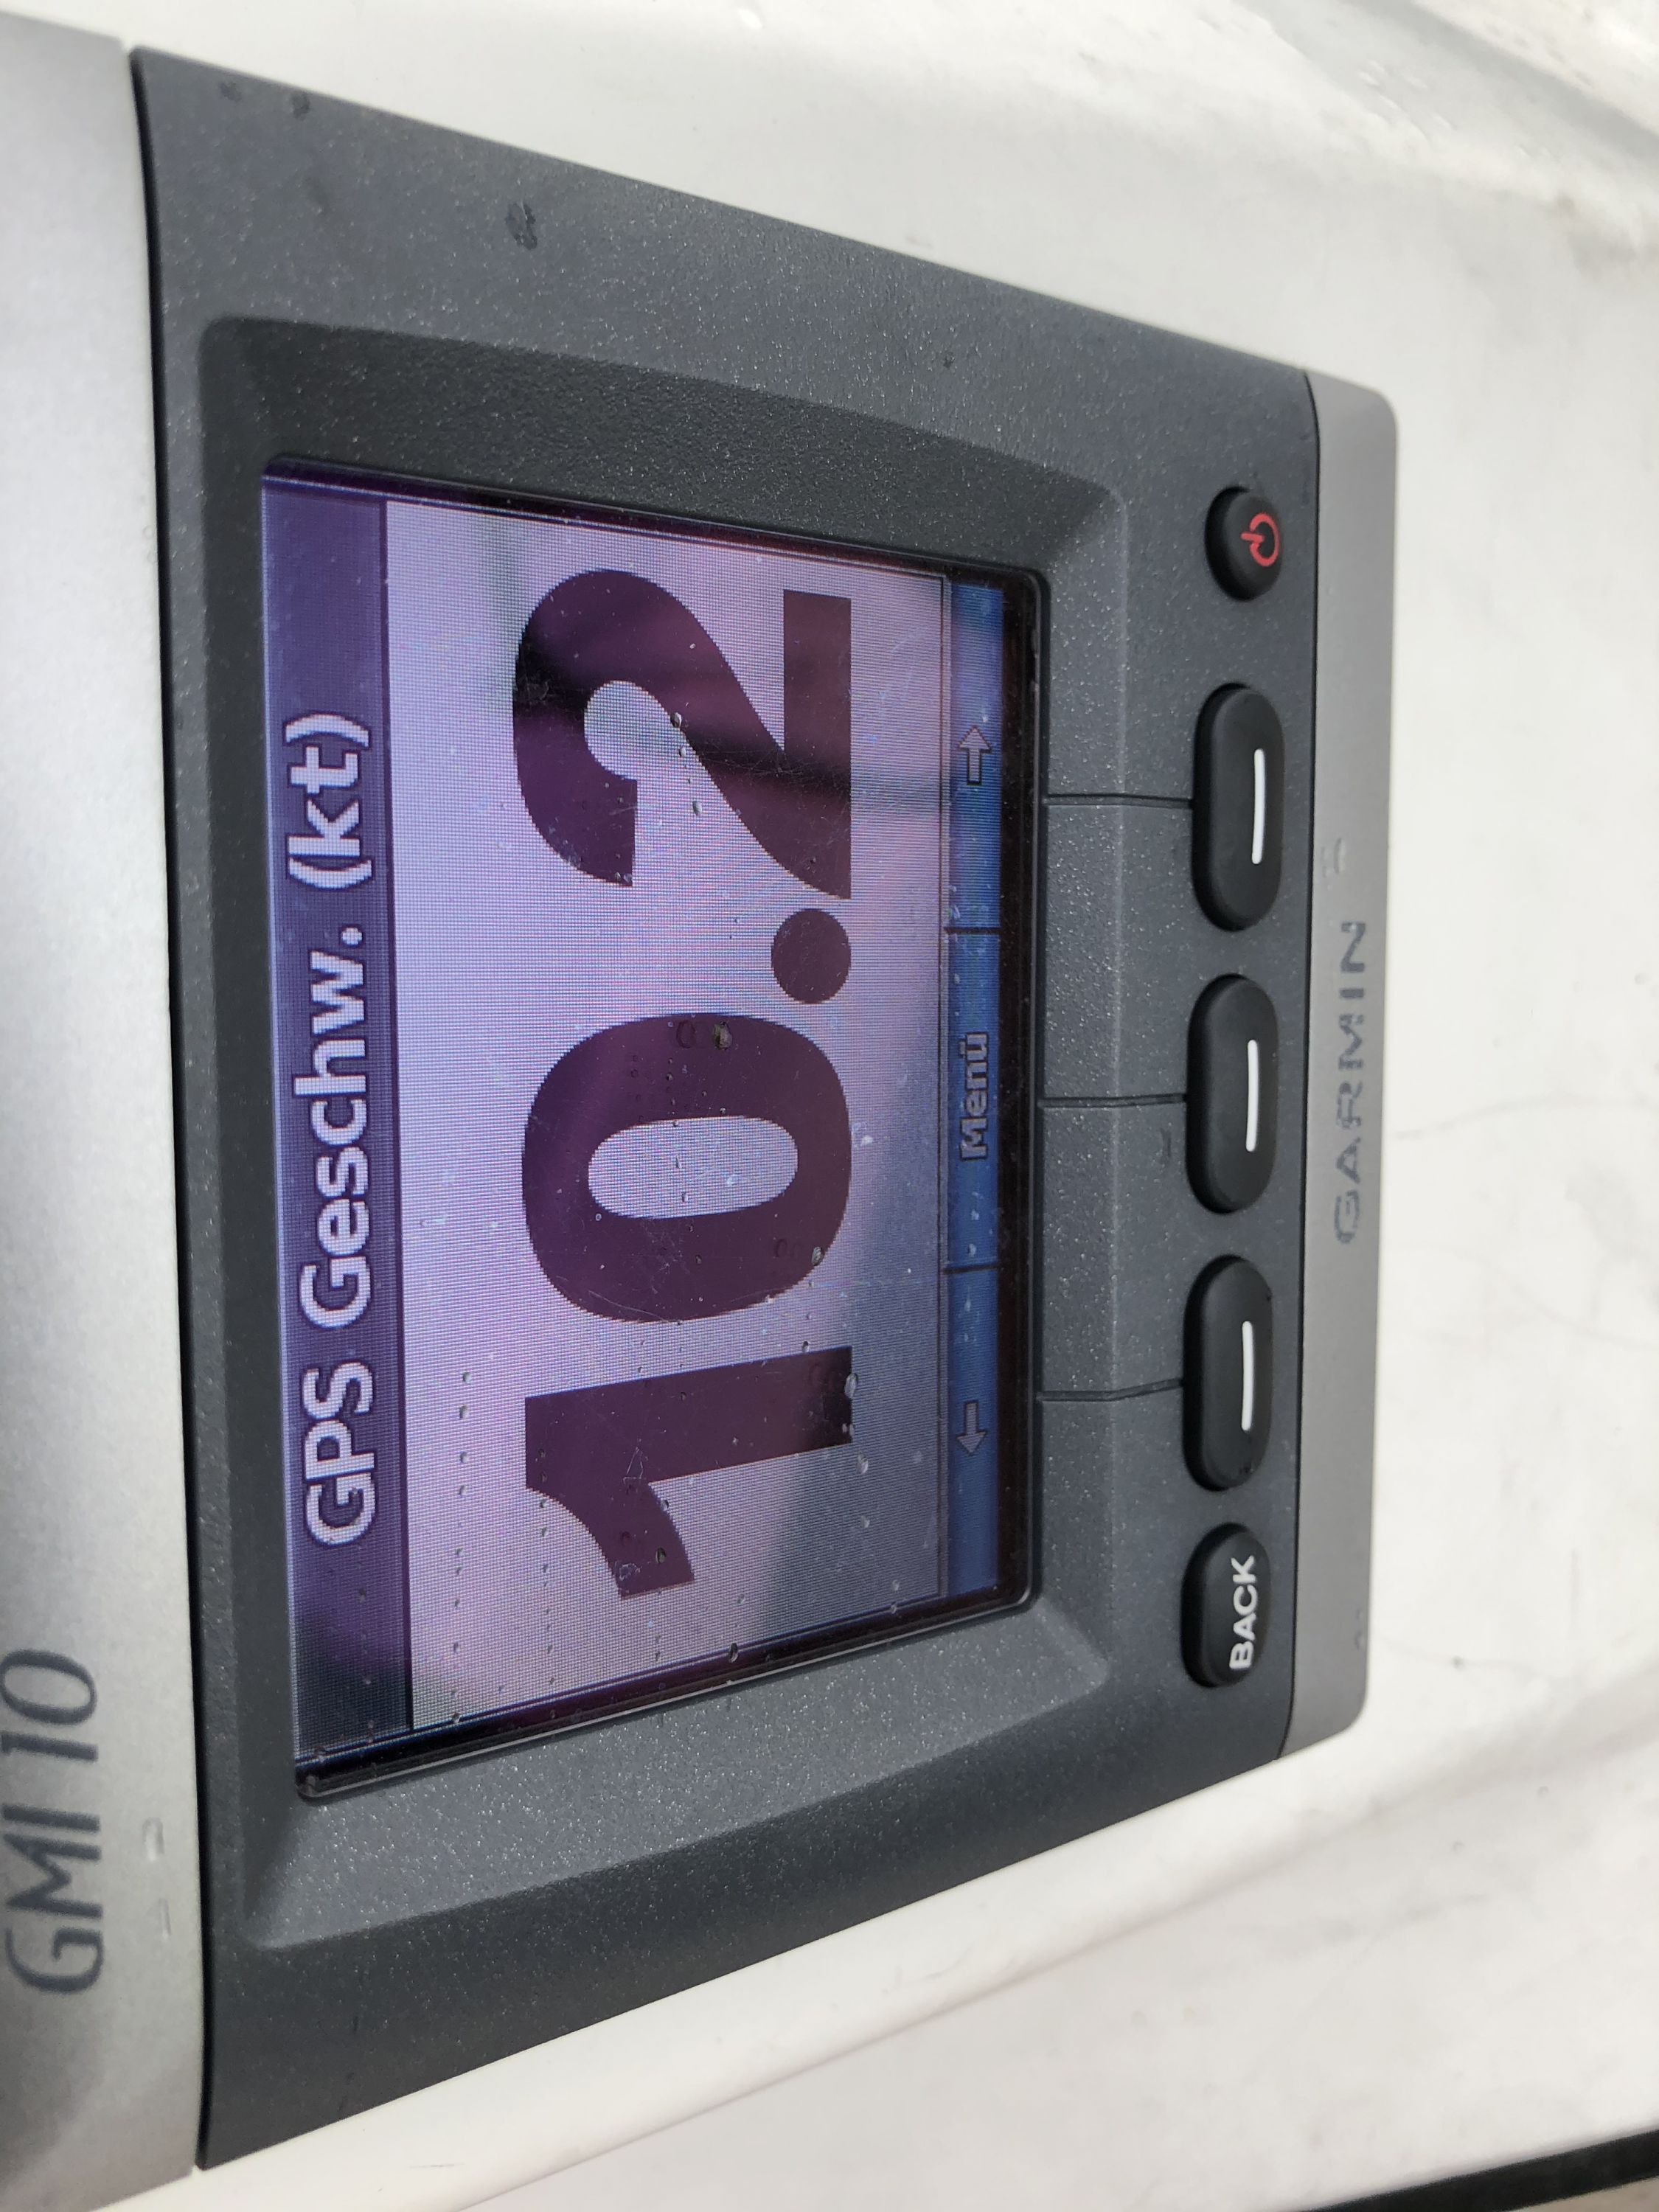 GMI 10
GPS Geschw. (kt)
10.2
Menü
BACK
GARMIN